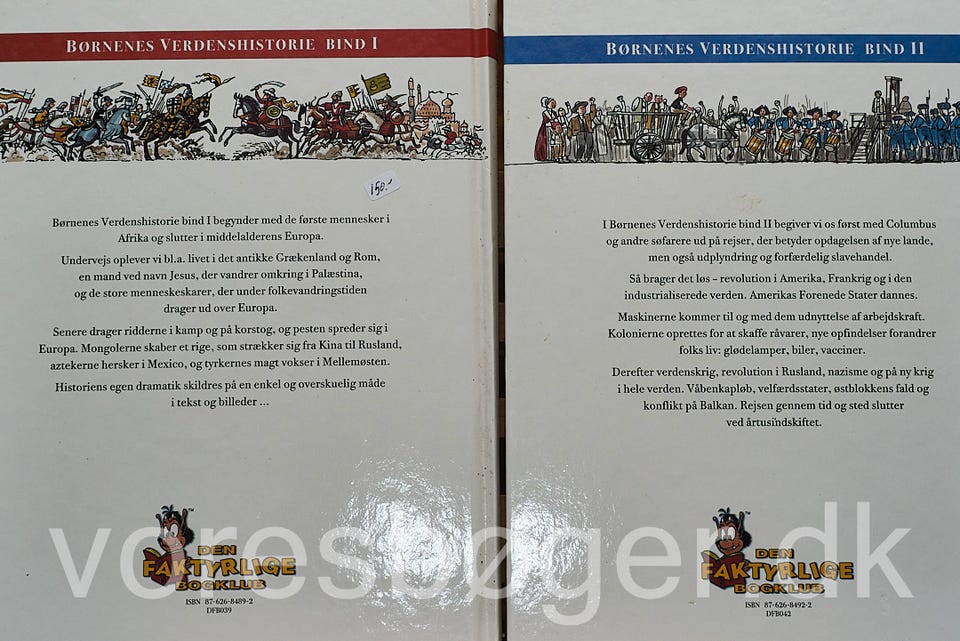 BØRNENES VERDENSHISTORIE BIND I
150.-
Børnenes Verdenshistorie bind I begynder med de første mennesker i
Afrika og slutter i middelalderens Europa.
Undervejs oplever vi bl.a. livet i det antikke Grækenland og Rom,
en mand ved navn Jesus, der vandrer omkring i Palæstina,
og de store menneskeskarer, der under folkevandringstiden
drager ud over Europa.
Senere drager ridderne i kamp og på korstog, og pesten spreder sig i
Europa. Mongolerne skaber et rige, som strækker sig fra Kina til Rusland,
aztekerne hersker i Mexico, og tyrkernes magt vokser i Mellemøsten.
Historiens egen dramatik skildres på en enkel og overskuelig måde
i tekst og billeder ...
DEN
FAKTYRLIGE
BOGKLUB
ISBN 87-626-8489-2
DFB039
BØRNENES VERDENSHISTORIE BIND II
I Børnenes Verdenshistorie bind II begiver vi os først med Columbus
og andre søfarere ud på rejser, der betyder opdagelsen af nye lande,
men også udplyndring og forfærdelig slavehandel.
Så brager det løs – revolution i Amerika, Frankrig og i den
industrialiserede verden. Amerikas Forenede Stater dannes.
Maskinerne kommer til og med dem udnyttelse af arbejdskraft.
Kolonierne oprettes for at skaffe råvarer, nye opfindelser forandrer
folks liv: glødelamper, biler, vacciner.
Derefter verdenskrig, revolution i Rusland, nazisme og på ny krig
i hele verden. Våbenkapløb, velfærdsstater, østblokkens fald og
konflikt på Balkan. Rejsen gennem tid og sted slutter
ved årtusindskiftet.
DEN
FAKTYRLIGE
BOGKLUB
ISBN 87-626-8492-2
DFB042
voresbøger.dk